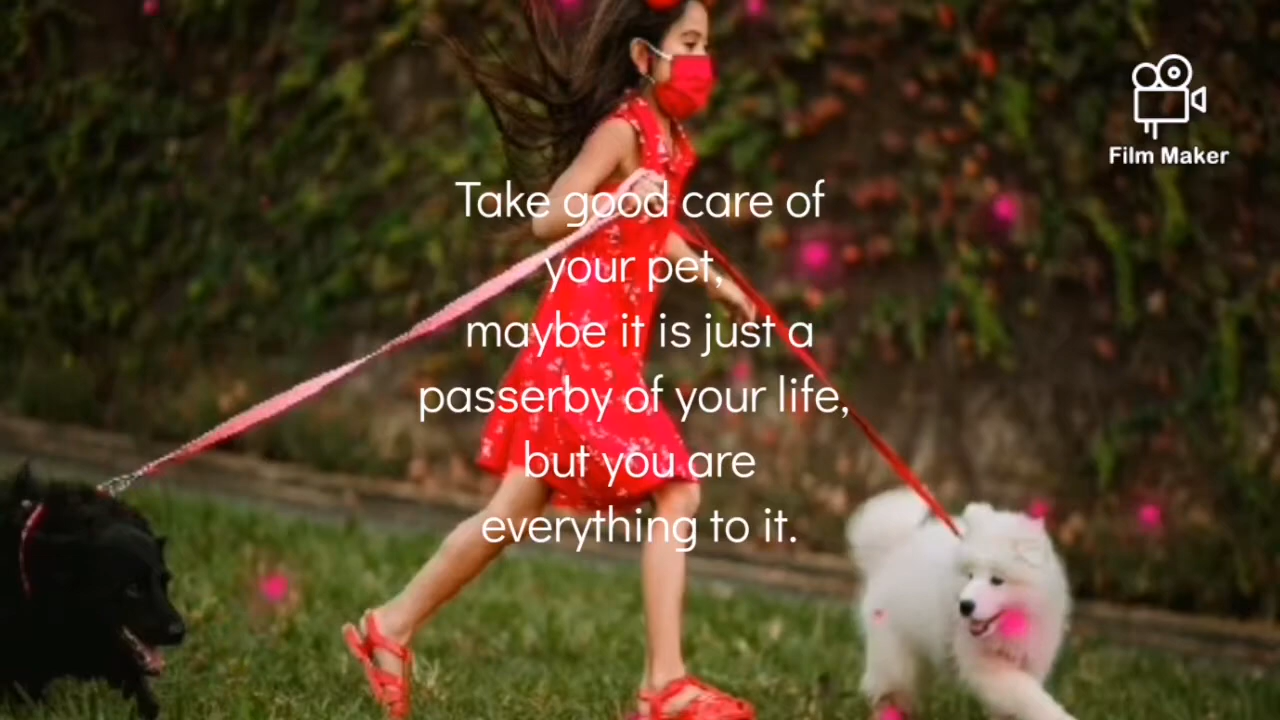 Film Maker
Take good care of
your pet,
maybe it is just a
passerby of your life,
but you are
everything to it.